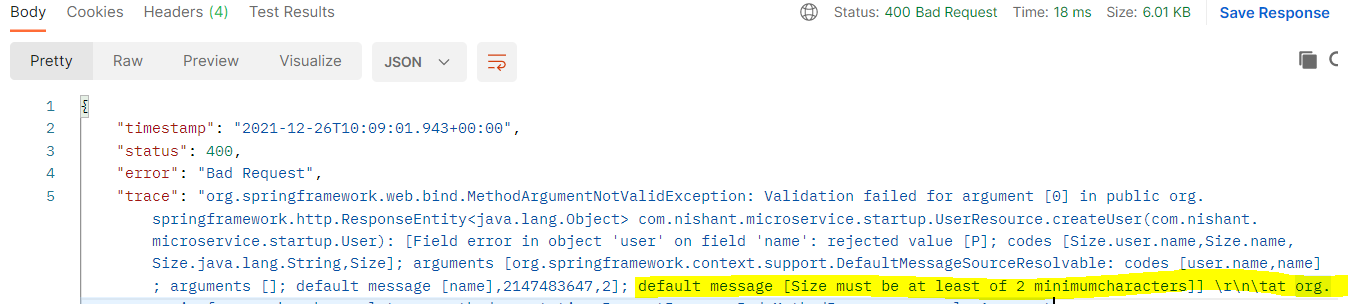 Body Cookies Headers (4) Test Results Status: 400 Bad Request Time: 18 ms Size: 6.01 KB Save Response
Pretty Raw Preview Visualize JSON
1 {
2 "timestamp": "2021-12-26T10:09:01.943+00:00",
3 "status": 400,
4 "error": "Bad Request",
5 "trace": "org.springframework.web.bind.MethodArgumentNotValidException: Validation failed for argument [0] in public org.
springframework.http.ResponseEntity<java.lang.Object> com.nishant.microservice.startup.UserResource.createUser(com.nishant.
microservice.startup.User): [Field error in object 'user' on field 'name': rejected value [P]; codes [Size.user.name,Size.name,
Size.java.lang.String,Size]; arguments [org.springframework.context.support.DefaultMessageSourceResolvable: codes [user.name,name]
; arguments []; default message [name],2147483647,2]; default message [Size must be at least of 2 minimumcharacters]] \r\n\tat org.